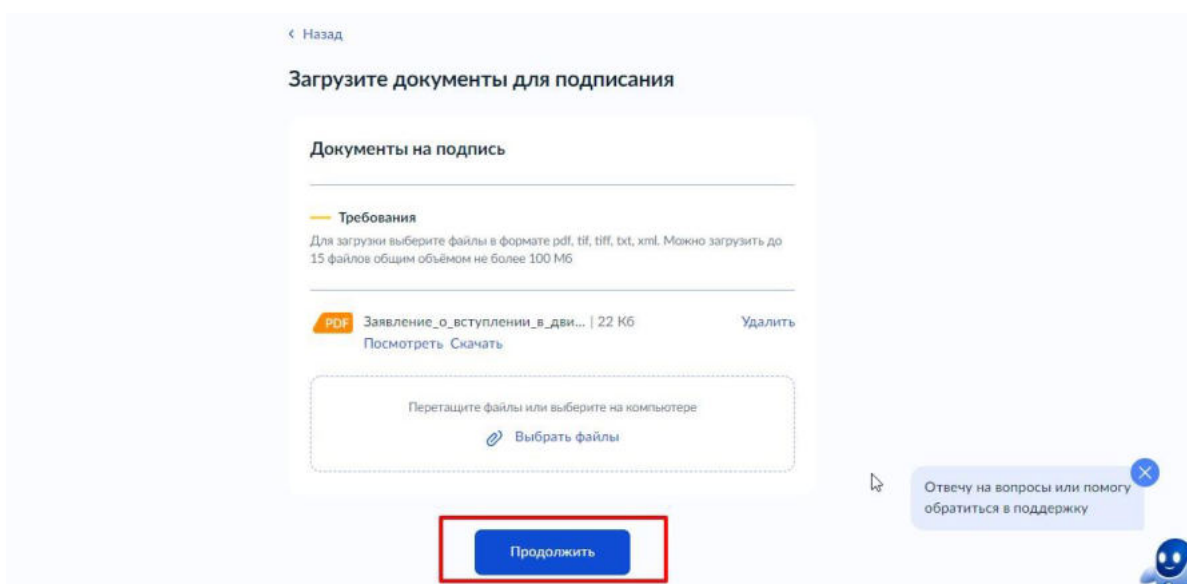 ‹ Назад
Загрузите документы для подписания
Документы на подпись
Требования
Для загрузки выберите файлы в формате pdf, tif, tiff, txt, xml. Можно загрузить до
15 файлов общим объёмом не более 100 Мб
PDF Заявление_о_вступлении_в_дви... | 22 Кб Удалить
Посмотреть Скачать
Перетащите файлы или выберите на компьютере
Выбрать файлы
Отвечу на вопросы или помогу
обратиться в поддержку
Продолжить